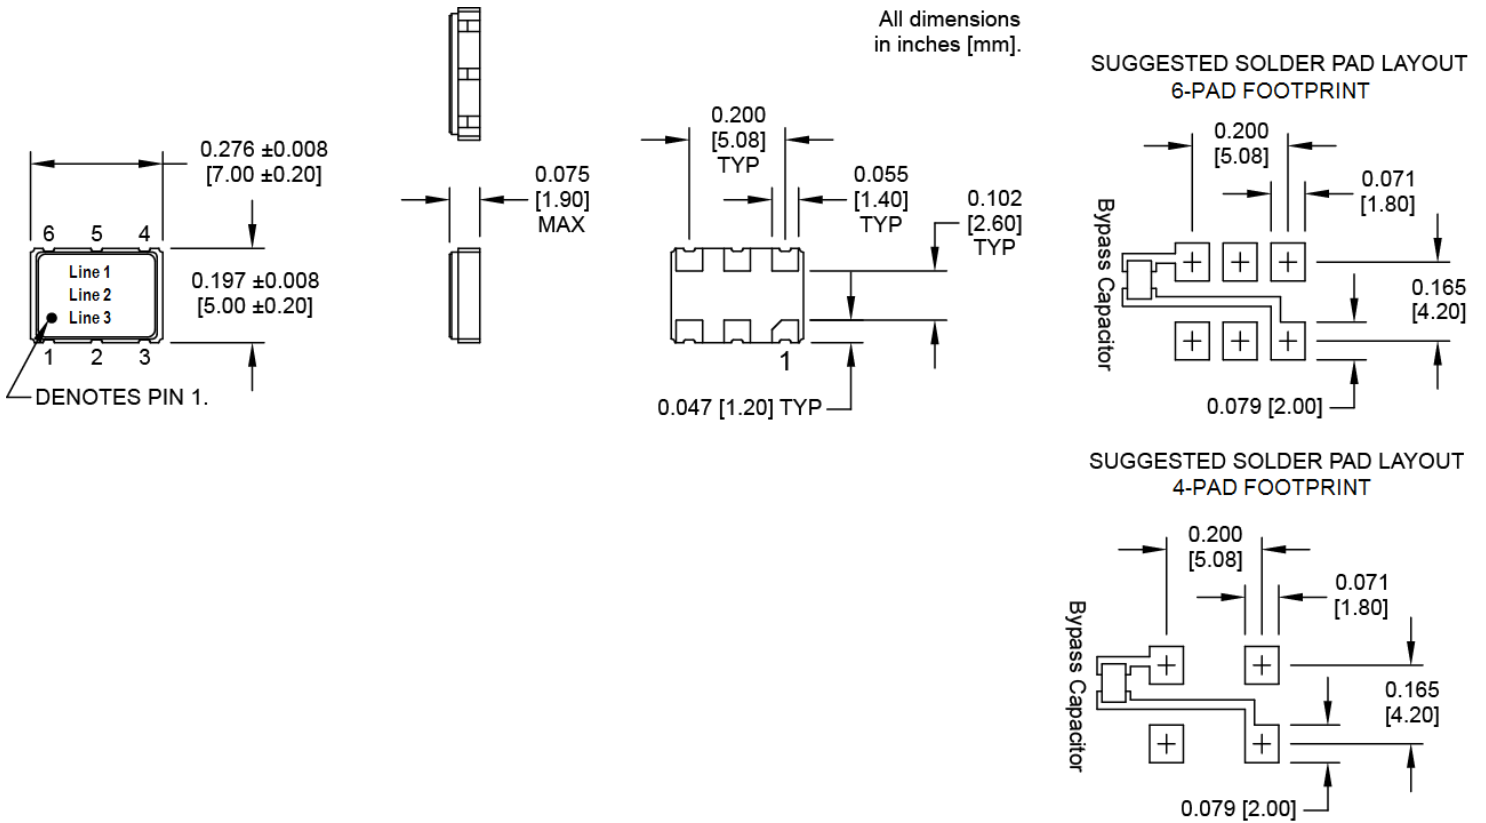 All dimensions
in inches [mm].
0.276 ±0.008
[7.00 ±0.20]
6 5 4
Line 1
Line 2
Line 3
1 2 3
0.197 ±0.008
[5.00 ±0.20]
DENOTES PIN 1.
0.075
[1.90]
MAX
0.200
[5.08]
TYP
0.055
[1.40]
TYP
0.102
[2.60]
TYP
1
0.047 [1.20] TYP
SUGGESTED SOLDER PAD LAYOUT
6-PAD FOOTPRINT
0.200
[5.08]
0.071
[1.80]
Bypass Capacitor
0.165
[4.20]
0.079 [2.00]
SUGGESTED SOLDER PAD LAYOUT
4-PAD FOOTPRINT
0.200
[5.08]
0.071
[1.80]
Bypass Capacitor
0.165
[4.20]
0.079 [2.00]